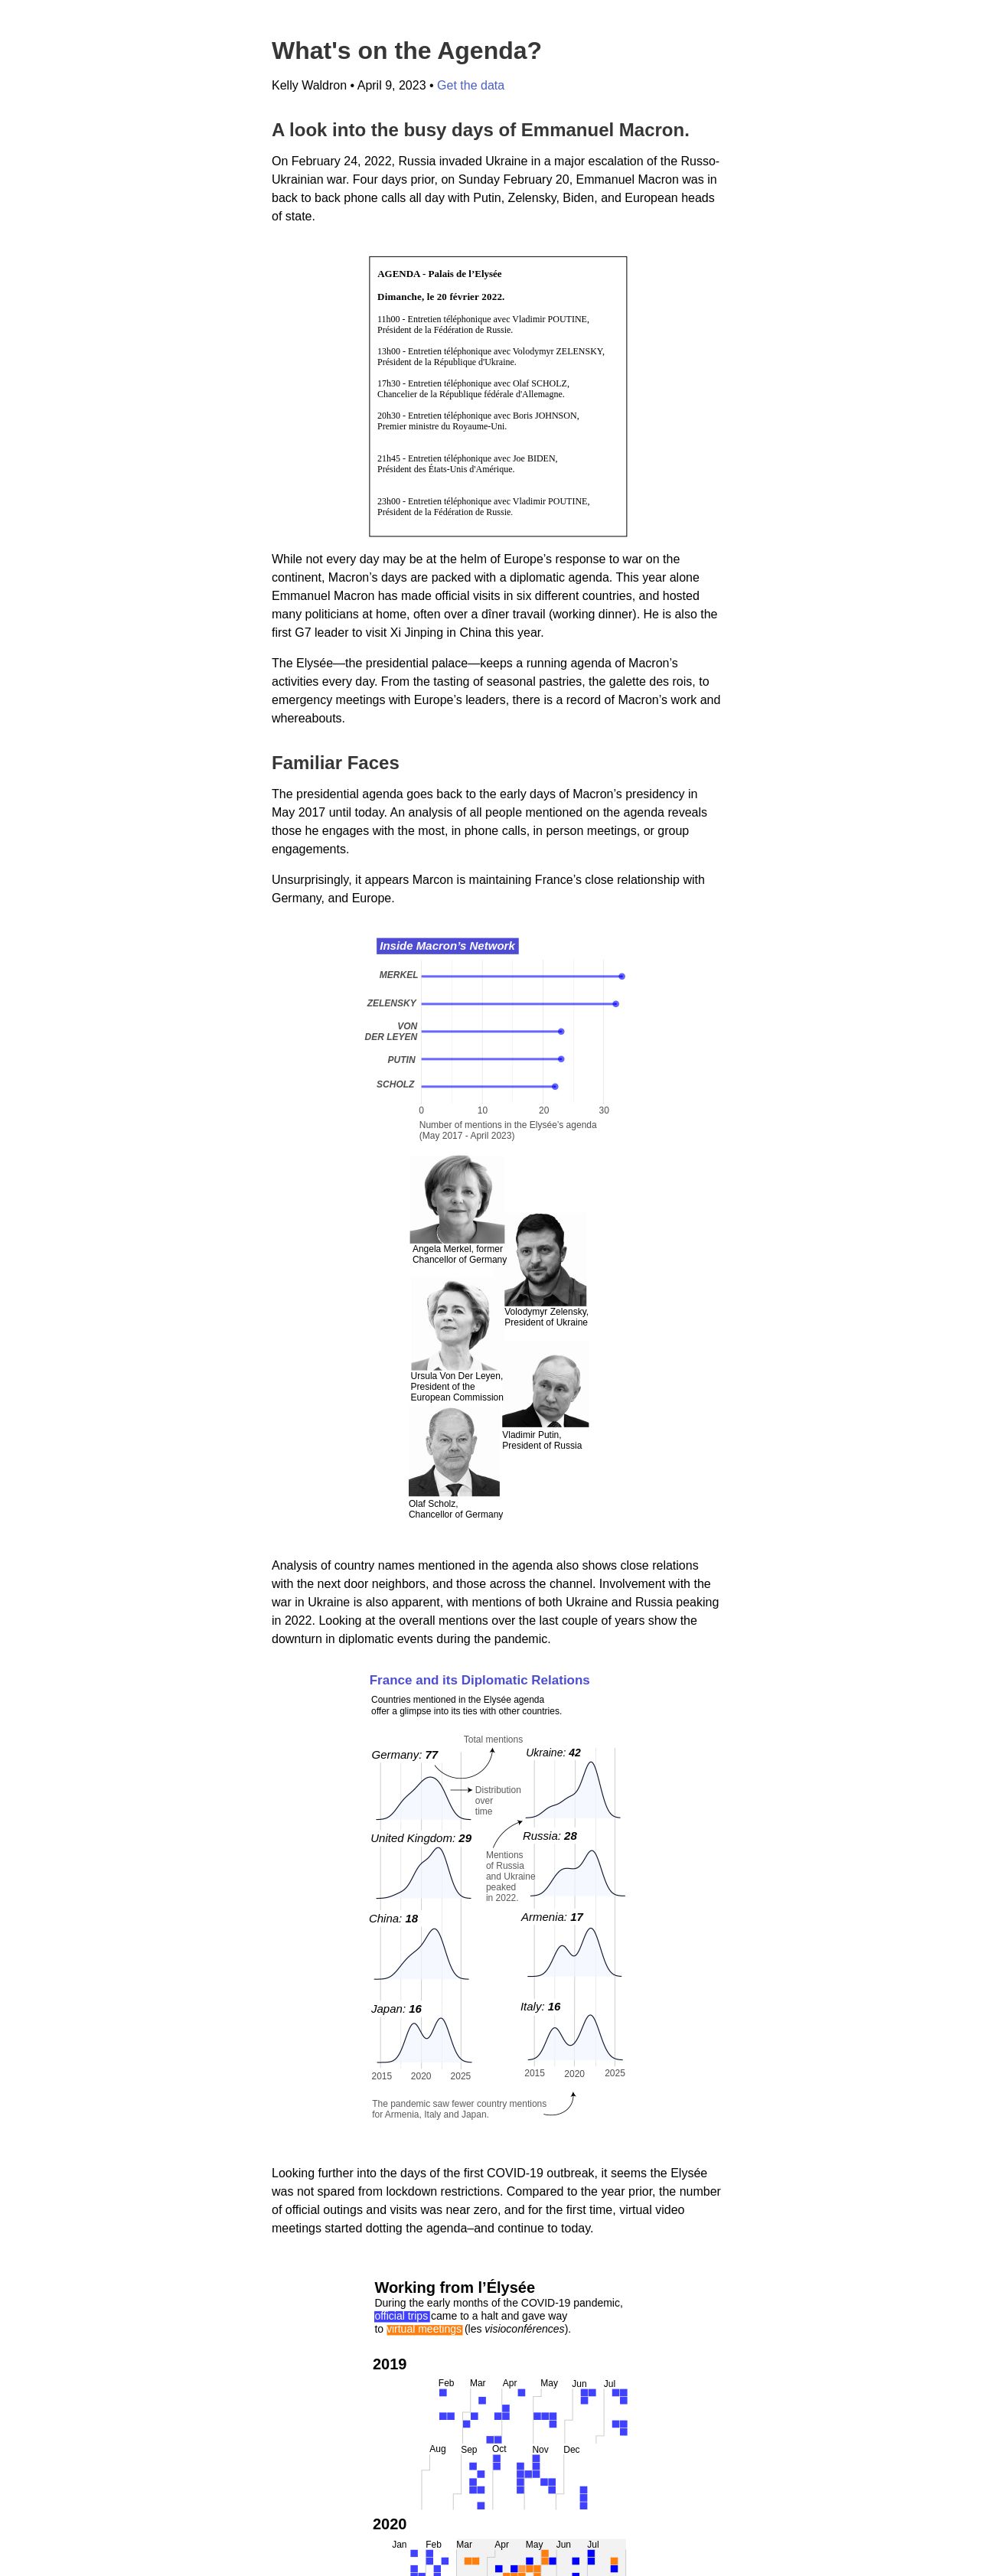 What's on the Agenda?
Kelly Waldron • April 9, 2023 • Get the data
A look into the busy days of Emmanuel Macron.
On February 24, 2022, Russia invaded Ukraine in a major escalation of the Russo-
Ukrainian war. Four days prior, on Sunday February 20, Emmanuel Macron was in
back to back phone calls all day with Putin, Zelensky, Biden, and European heads
of state.
AGENDA - Palais de l’Elysée
Dimanche, le 20 février 2022.
11h00 - Entretien téléphonique avec Vladimir POUTINE,
Président de la Fédération de Russie.
13h00 - Entretien téléphonique avec Volodymyr ZELENSKY,
Président de la République d'Ukraine.
17h30 - Entretien téléphonique avec Olaf SCHOLZ,
Chancelier de la République fédérale d'Allemagne.
20h30 - Entretien téléphonique avec Boris JOHNSON,
Premier ministre du Royaume-Uni.
21h45 - Entretien téléphonique avec Joe BIDEN,
Président des États-Unis d'Amérique.
23h00 - Entretien téléphonique avec Vladimir POUTINE,
Président de la Fédération de Russie.
While not every day may be at the helm of Europe’s response to war on the
continent, Macron’s days are packed with a diplomatic agenda. This year alone
Emmanuel Macron has made official visits in six different countries, and hosted
many politicians at home, often over a dîner travail (working dinner). He is also the
first G7 leader to visit Xi Jinping in China this year.
The Elysée—the presidential palace—keeps a running agenda of Macron’s
activities every day. From the tasting of seasonal pastries, the galette des rois, to
emergency meetings with Europe’s leaders, there is a record of Macron’s work and
whereabouts.
Familiar Faces
The presidential agenda goes back to the early days of Macron’s presidency in
May 2017 until today. An analysis of all people mentioned on the agenda reveals
those he engages with the most, in phone calls, in person meetings, or group
engagements.
Unsurprisingly, it appears Marcon is maintaining France’s close relationship with
Germany, and Europe.
Inside Macron’s Network
MERKEL
ZELENSKY
VON
DER LEYEN
PUTIN
SCHOLZ
0 10 20 30
Number of mentions in the Elysée’s agenda
(May 2017 - April 2023)
Angela Merkel, former
Chancellor of Germany
Volodymyr Zelensky,
President of Ukraine
Ursula Von Der Leyen,
President of the
European Commission
Vladimir Putin,
President of Russia
Olaf Scholz,
Chancellor of Germany
Analysis of country names mentioned in the agenda also shows close relations
with the next door neighbors, and those across the channel. Involvement with the
war in Ukraine is also apparent, with mentions of both Ukraine and Russia peaking
in 2022. Looking at the overall mentions over the last couple of years show the
downturn in diplomatic events during the pandemic.
France and its Diplomatic Relations
Countries mentioned in the Elysée agenda
offer a glimpse into its ties with other countries.
Total mentions
Germany: 77
Ukraine: 42
Distribution
over
time
United Kingdom: 29
Russia: 28
Mentions
of Russia
and Ukraine
peaked
in 2022.
China: 18
Armenia: 17
Japan: 16
Italy: 16
2015 2020 2025
2015 2020 2025
The pandemic saw fewer country mentions
for Armenia, Italy and Japan.
Looking further into the days of the first COVID-19 outbreak, it seems the Elysée
was not spared from lockdown restrictions. Compared to the year prior, the number
of official outings and visits was near zero, and for the first time, virtual video
meetings started dotting the agenda–and continue to today.
Working from l’Élysée
During the early months of the COVID-19 pandemic,
official trips came to a halt and gave way
to virtual meetings (les visioconférences).
2019
Feb Mar Apr May Jun Jul
Aug Sep Oct Nov Dec
2020
Jan Feb Mar Apr May Jun Jul